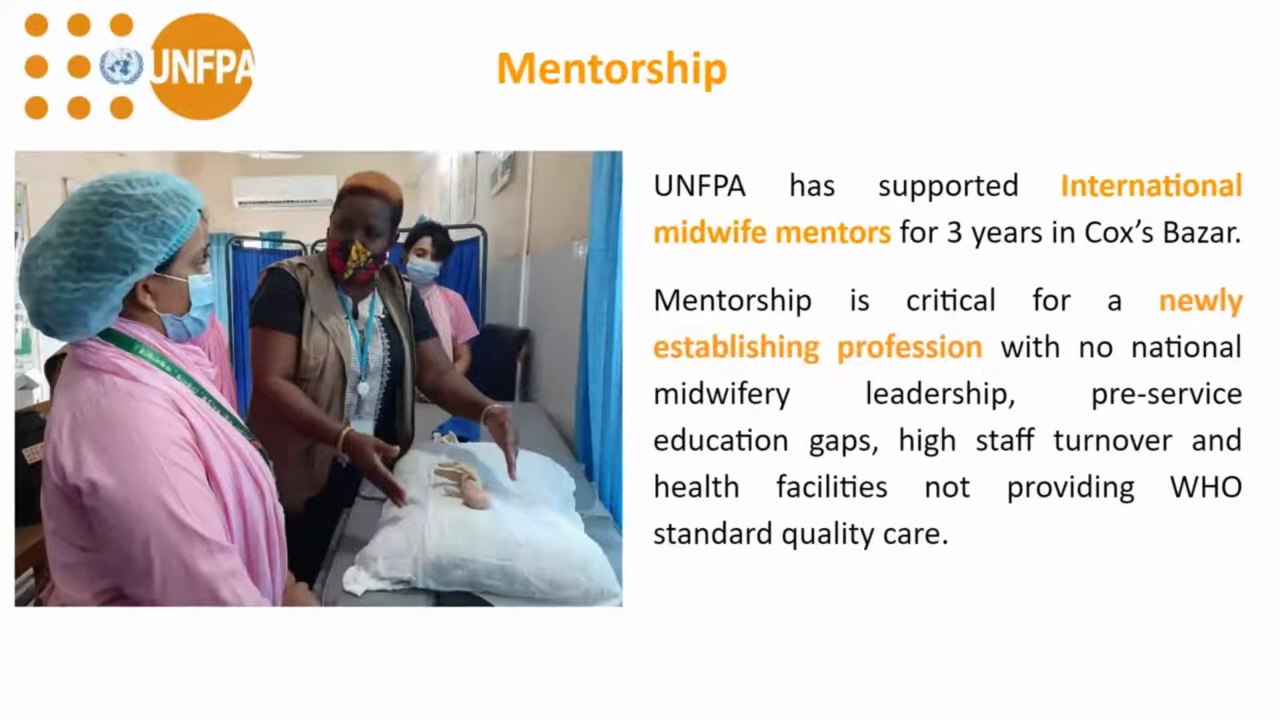 UNFPA
Mentorship
UNFPA has supported International
midwife mentors for 3 years in Cox's Bazar.
Mentorship is critical for a newly
establishing profession with no national
midwifery leadership, pre-service
education gaps, high staff turnover and
health facilities not providing WHO
standard quality care.